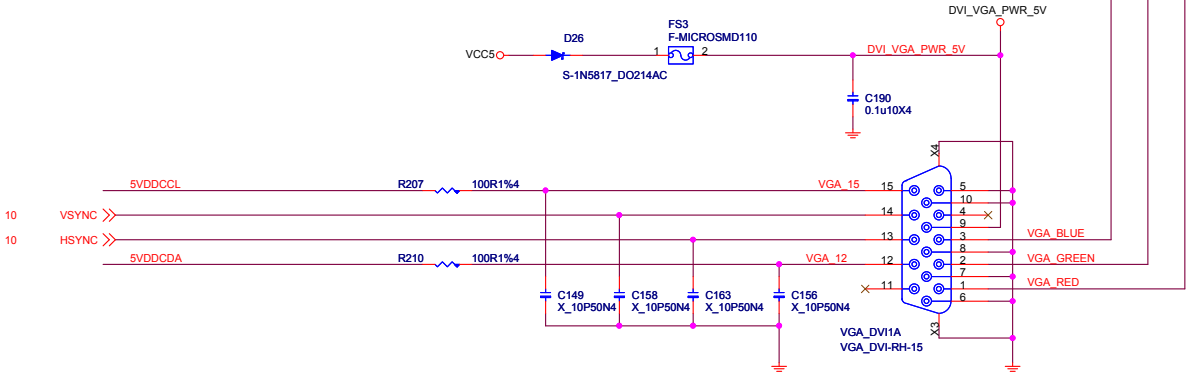 DVI_VGA_PWR_5V
FS3
F-MICROSMD110
D26
VCC5
1
2
DVI_VGA_PWR_5V
S-1N5817_DO214AC
C190
0.1u10X4
X4
5VDDCCL
R207
100R1%4
VGA_15
15
5
10
10
VSYNC
14
4
9
10
HSYNC
13
3
VGA_BLUE
8
5VDDCDA
R210
100R1%4
VGA_12
12
2
VGA_GREEN
7
11
1
VGA_RED
6
C149
X_10P50N4
C158
X_10P50N4
C163
X_10P50N4
C156
X_10P50N4
X3
VGA_DVI1A
VGA_DVI-RH-15